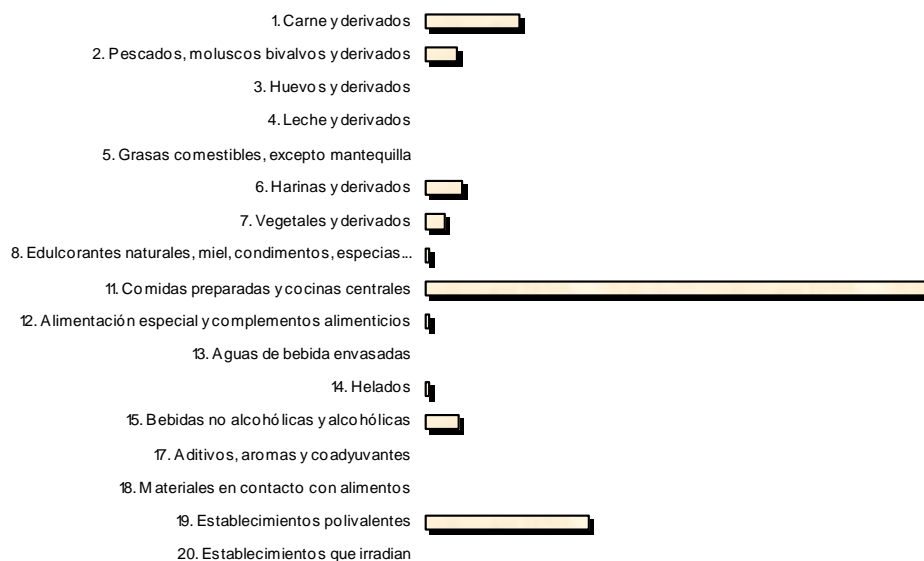 1. Carne y derivados
2. Pescados, moluscos bivalvos y derivados
3. Huevos y derivados
4. Leche y derivados
5. Grasas comestibles, excepto mantequilla
6. Harinas y derivados
7. Vegetales y derivados
8. Edulcorantes naturales, miel, condimentos, especias...
11. Comidas preparadas y cocinas centrales
12. Alimentación especial y complementos alimenticios
13. Aguas de bebida envasadas
14. Helados
15. Bebidas no alcohólicas y alcohólicas
17. Aditivos, aromas y coadyuvantes
18. Materiales en contacto con alimentos
19. Establecimientos polivalentes
20. Establecimientos que irradian